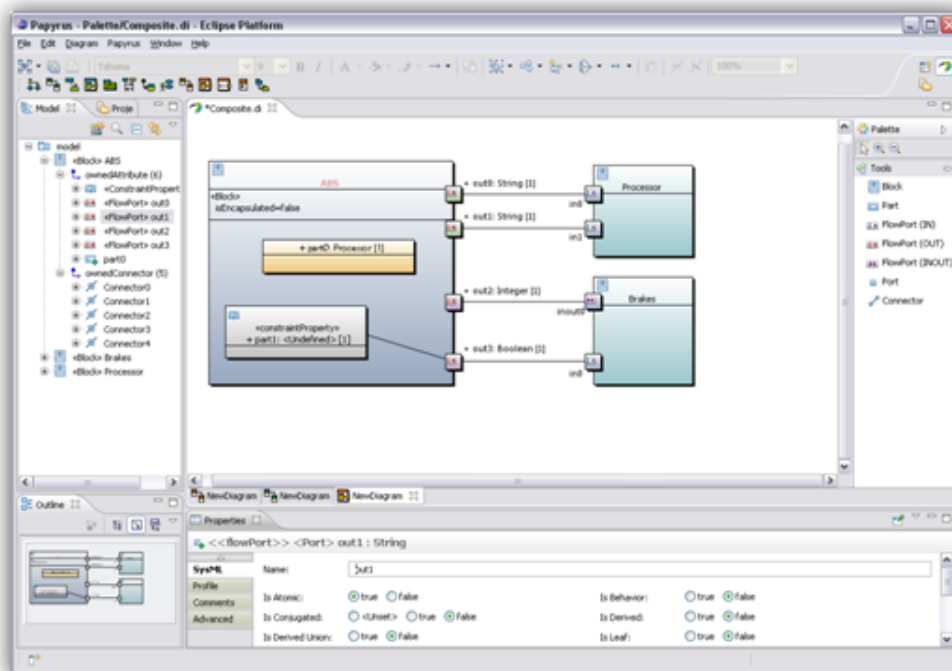 Papyrus - Palette/Composite.di - Eclipse Platform
File Edit Diagram Papyrus Window Help
Tahoma 9 B I A 100%
Model Proje
model
«Block» ABS
ownedAttribute (6)
«ConstraintPropert
«FlowPort» out0
«FlowPort» out1
«FlowPort» out2
«FlowPort» out3
part0
ownedConnector (5)
Connector0
Connector1
Connector2
Connector3
Connector4
«Block» Brakes
«Block» Processor
*Composite.di
ABS
«Block»
isEncapsulated=false
+ part0: Processor [1]
«constraintProperty»
+ part1: <Undefined> [1]
+ out0: String [1]
in0
+ out1: String [1]
in1
+ out2: Integer [1]
inout0
+ out3: Boolean [1]
in0
Processor
Brakes
Palette
Tools
Block
Part
FlowPort (IN)
FlowPort (OUT)
FlowPort (INOUT)
Port
Connector
NewDiagram NewDiagram NewDiagram
Outline
Properties
<<flowPort>> <Port> out1 : String
SysML
Profile
Comments
Advanced
Name: out1
Is Atomic: true false Is Behavior: true false
Is Conjugated: <Unset> true false Is Derived: true false
Is Derived Union: true false Is Leaf: true false